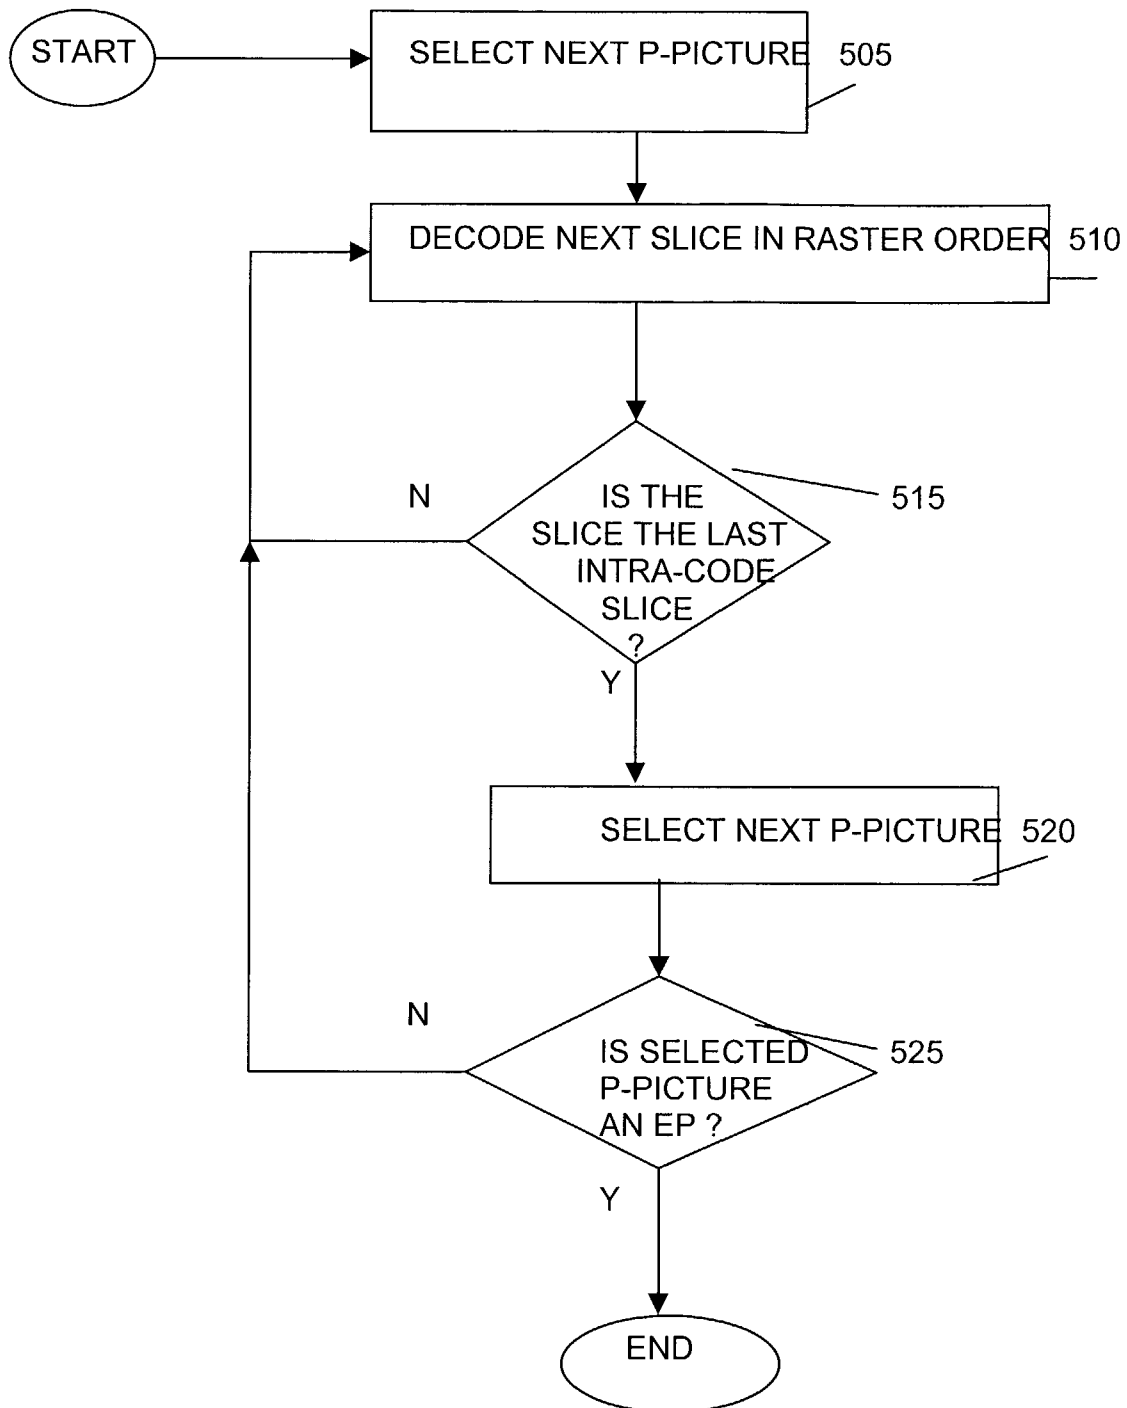 START
SELECT NEXT P-PICTURE 505
DECODE NEXT SLICE IN RASTER ORDER 510
N
IS THE
SLICE THE LAST
INTRA-CODE
SLICE
?
515
Y
SELECT NEXT P-PICTURE 520
N
IS SELECTED
P-PICTURE
AN EP ?
525
Y
END